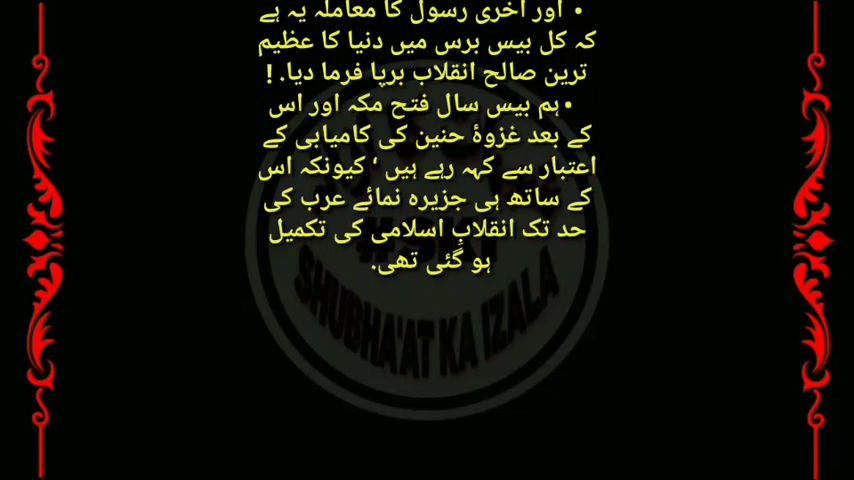 • اور آخری رسول کا معاملہ یہ ہے
کہ کل بیس برس میں دنیا کا عظیم
ترین صالح انقلاب برپا فرما دیا. !
•ہم بیس سال فتح مکہ اور اس
کے بعد غزوۂ حنین کی کامیابی کے
اعتبار سے کہہ رہے ہیں ‘ کیونکہ اس
کے ساتھ ہی جزیرہ نمائے عرب کی
حد تک انقلابِ اسلامی کی تکمیل
ہو گئی تھی.
SHUBHA'AT KA IZALA